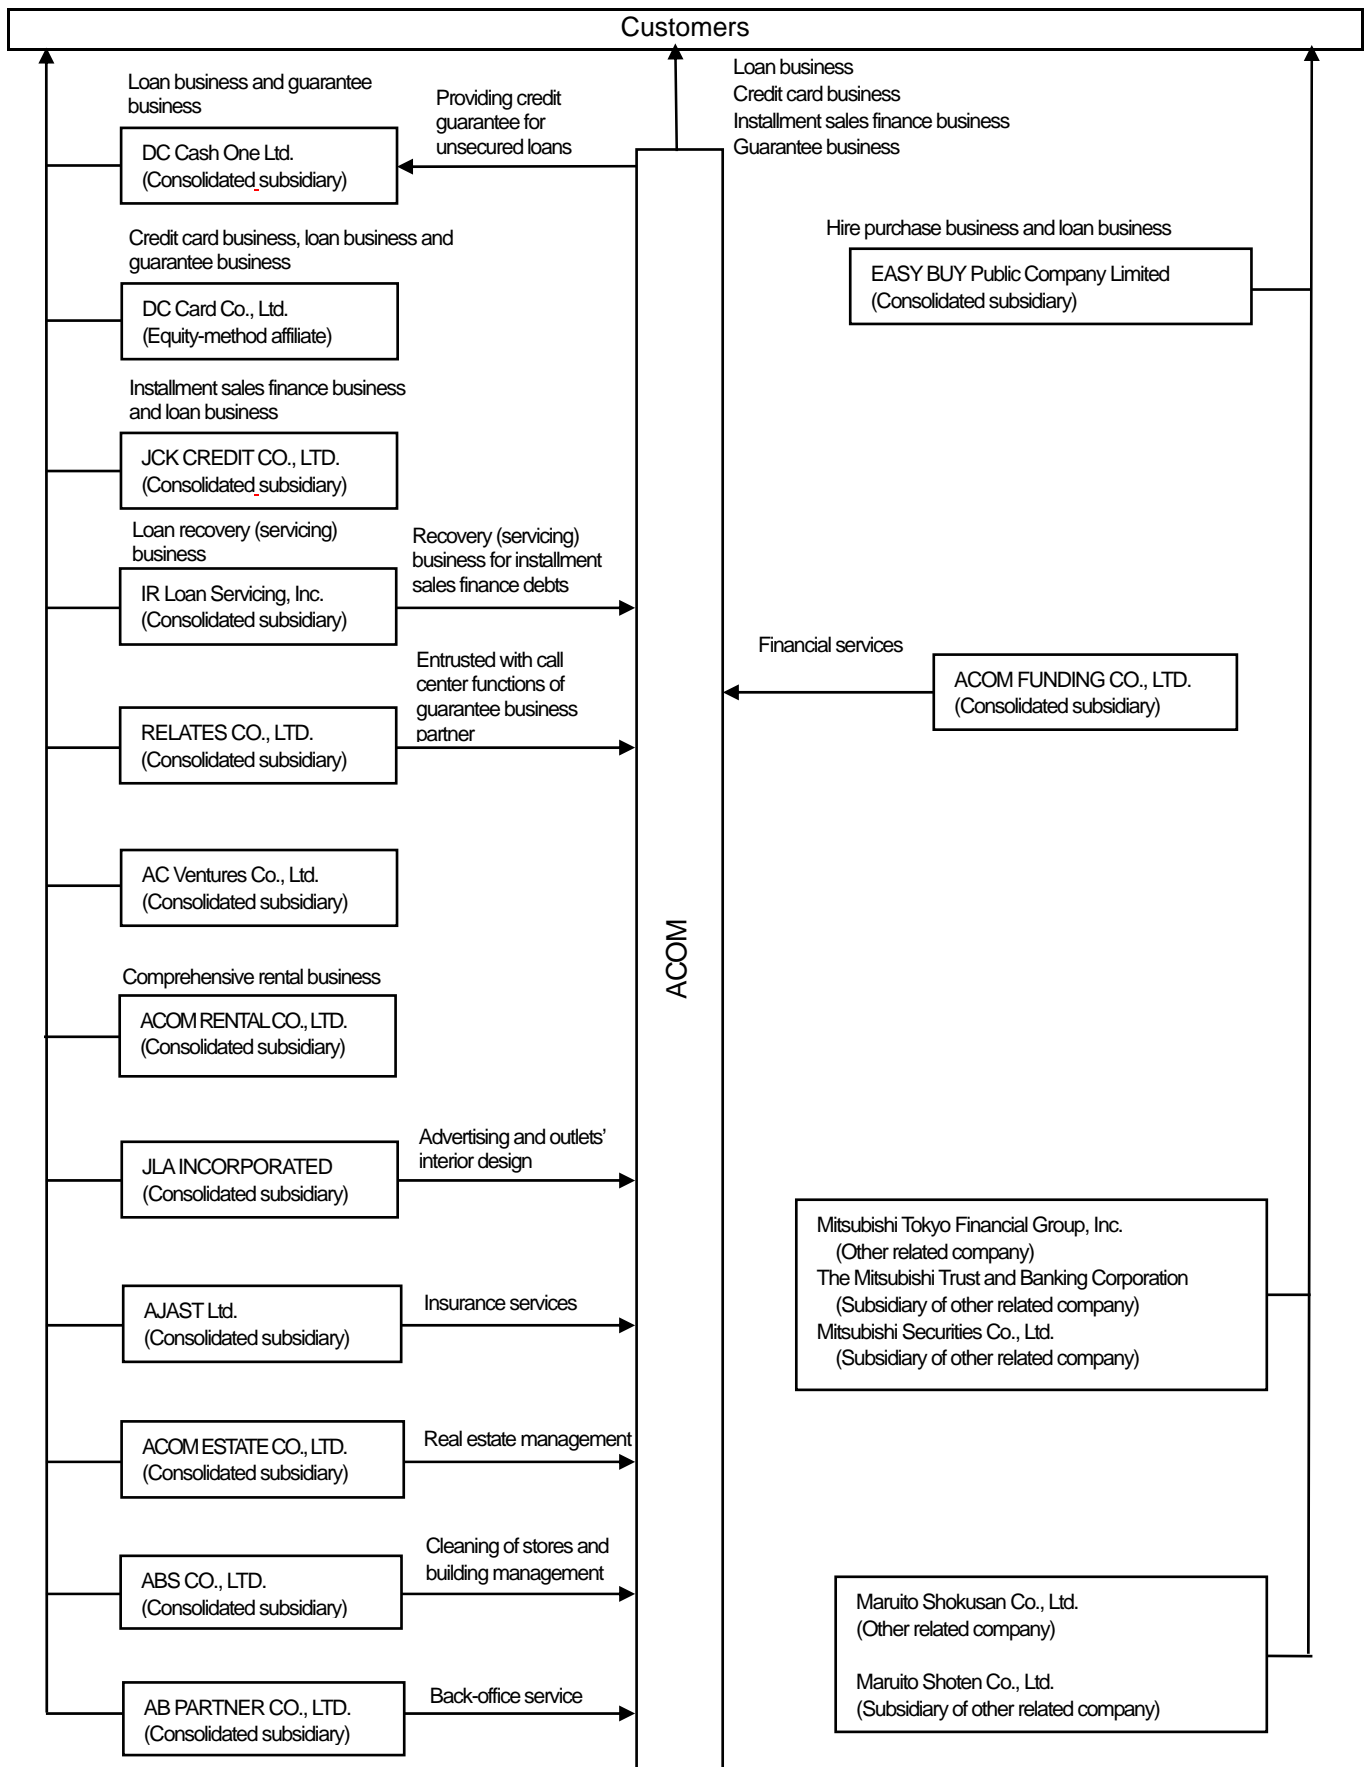 Customers
Loan business and guarantee
business
DC Cash One Ltd.
(Consolidated subsidiary)
Providing credit
guarantee for
unsecured loans
Loan business
Credit card business
Installment sales finance business
Guarantee business
Credit card business, loan business and
guarantee business
DC Card Co., Ltd.
(Equity-method affiliate)
Hire purchase business and loan business
EASY BUY Public Company Limited
(Consolidated subsidiary)
Installment sales finance business
and loan business
JCK CREDIT CO., LTD.
(Consolidated subsidiary)
Loan recovery (servicing)
business
IR Loan Servicing, Inc.
(Consolidated subsidiary)
Recovery (servicing)
business for installment
sales finance debts
Entrusted with call
center functions of
guarantee business
partner
RELATES CO., LTD.
(Consolidated subsidiary)
Financial services
ACOM FUNDING CO., LTD.
(Consolidated subsidiary)
AC Ventures Co., Ltd.
(Consolidated subsidiary)
ACOM
Comprehensive rental business
ACOM RENTAL CO., LTD.
(Consolidated subsidiary)
JLA INCORPORATED
(Consolidated subsidiary)
Advertising and outlets’
interior design
AJAST Ltd.
(Consolidated subsidiary)
Insurance services
Mitsubishi Tokyo Financial Group, Inc.
(Other related company)
The Mitsubishi Trust and Banking Corporation
(Subsidiary of other related company)
Mitsubishi Securities Co., Ltd.
(Subsidiary of other related company)
ACOM ESTATE CO., LTD.
(Consolidated subsidiary)
Real estate management
ABS CO., LTD.
(Consolidated subsidiary)
Cleaning of stores and
building management
Maruito Shokusan Co., Ltd.
(Other related company)
Maruito Shoten Co., Ltd.
(Subsidiary of other related company)
AB PARTNER CO., LTD.
(Consolidated subsidiary)
Back-office service